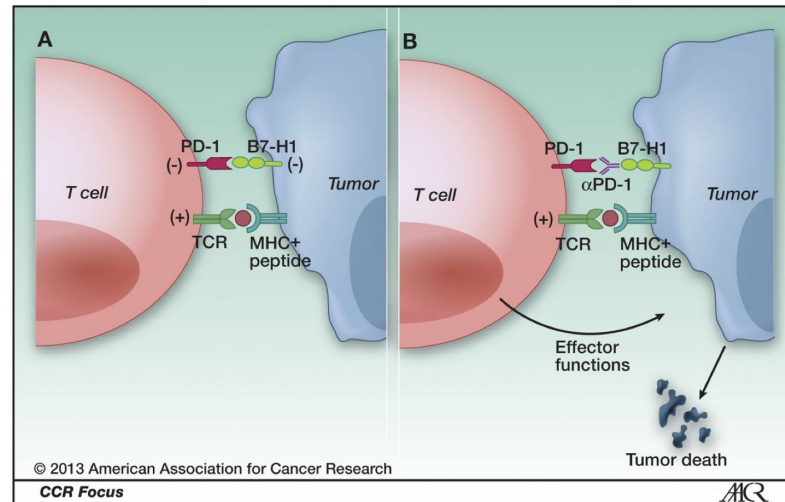 A
PD-1
B7-H1
(-)
(-)
T cell
Tumor
(+)
TCR
MHC+
peptide
B
PD-1
B7-H1
αPD-1
T cell
Tumor
(+)
TCR
MHC+
peptide
Effector
functions
Tumor death
© 2013 American Association for Cancer Research
CCR Focus
AACR